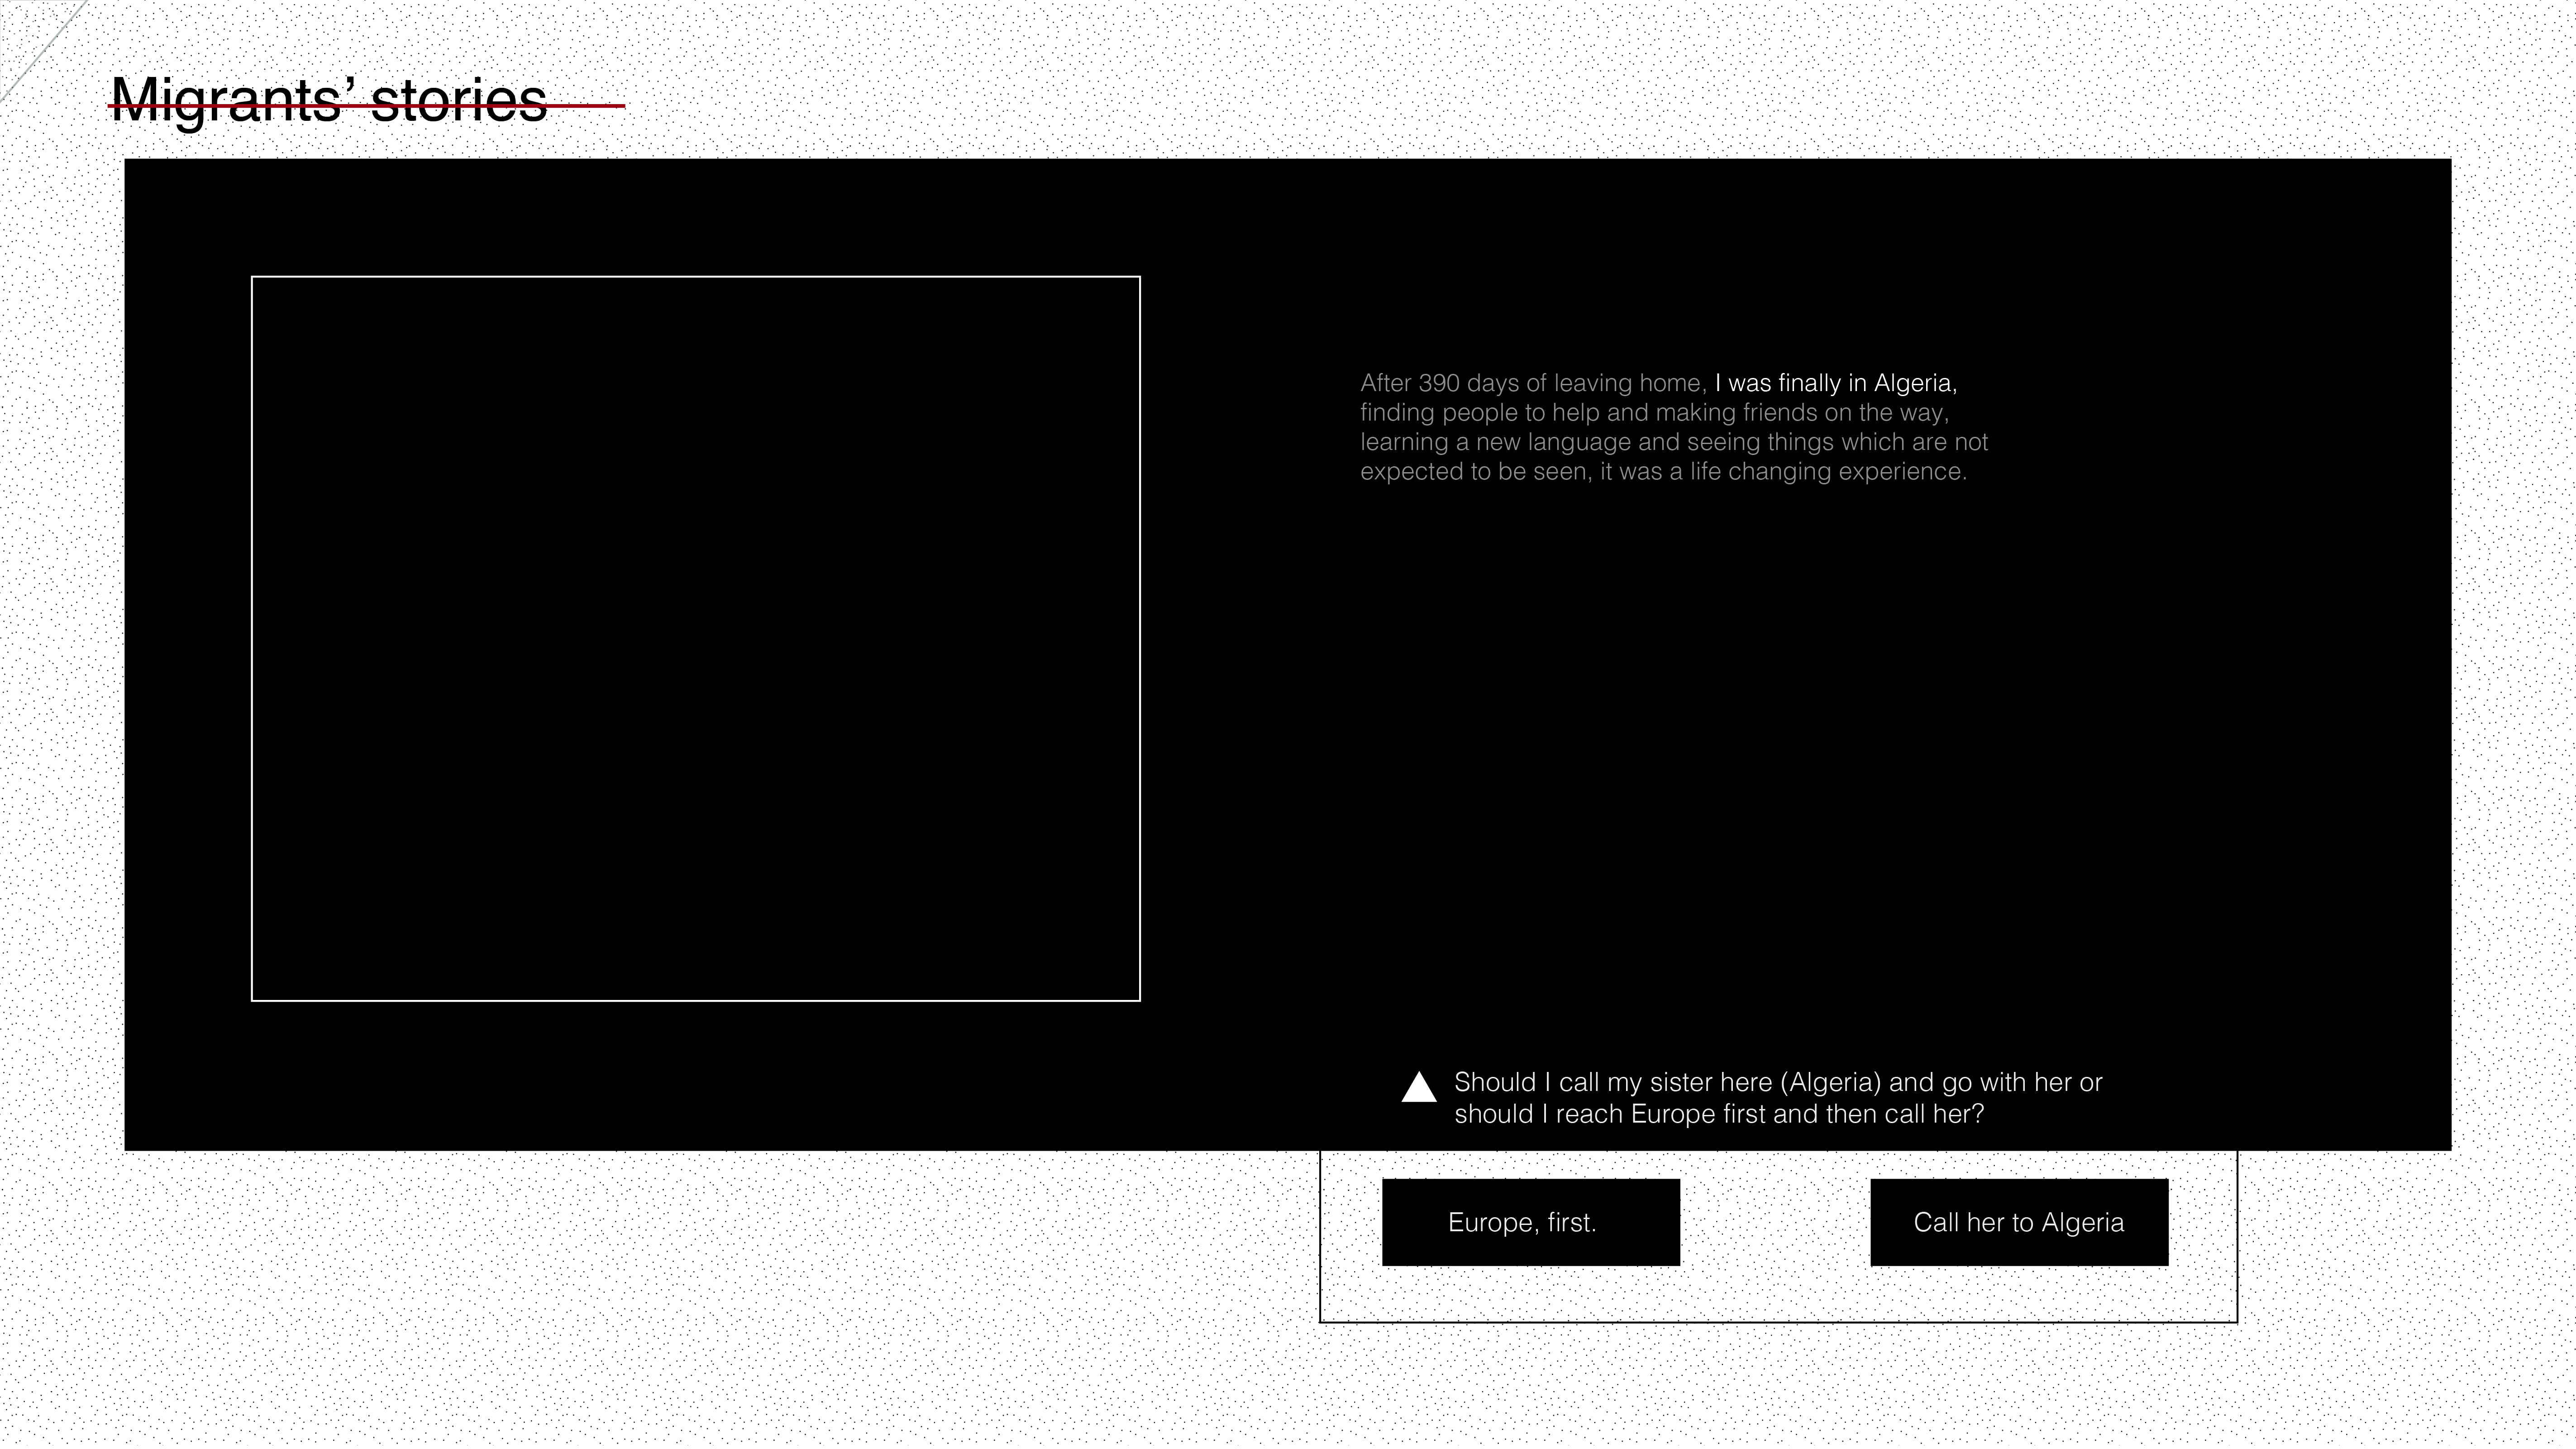 Migrants’ stories
After 390 days of leaving home, I was finally in Algeria,
finding people to help and making friends on the way,
learning a new language and seeing things which are not
expected to be seen, it was a life changing experience.
Should I call my sister here (Algeria) and go with her or
should I reach Europe first and then call her?
Europe, first.
Call her to Algeria